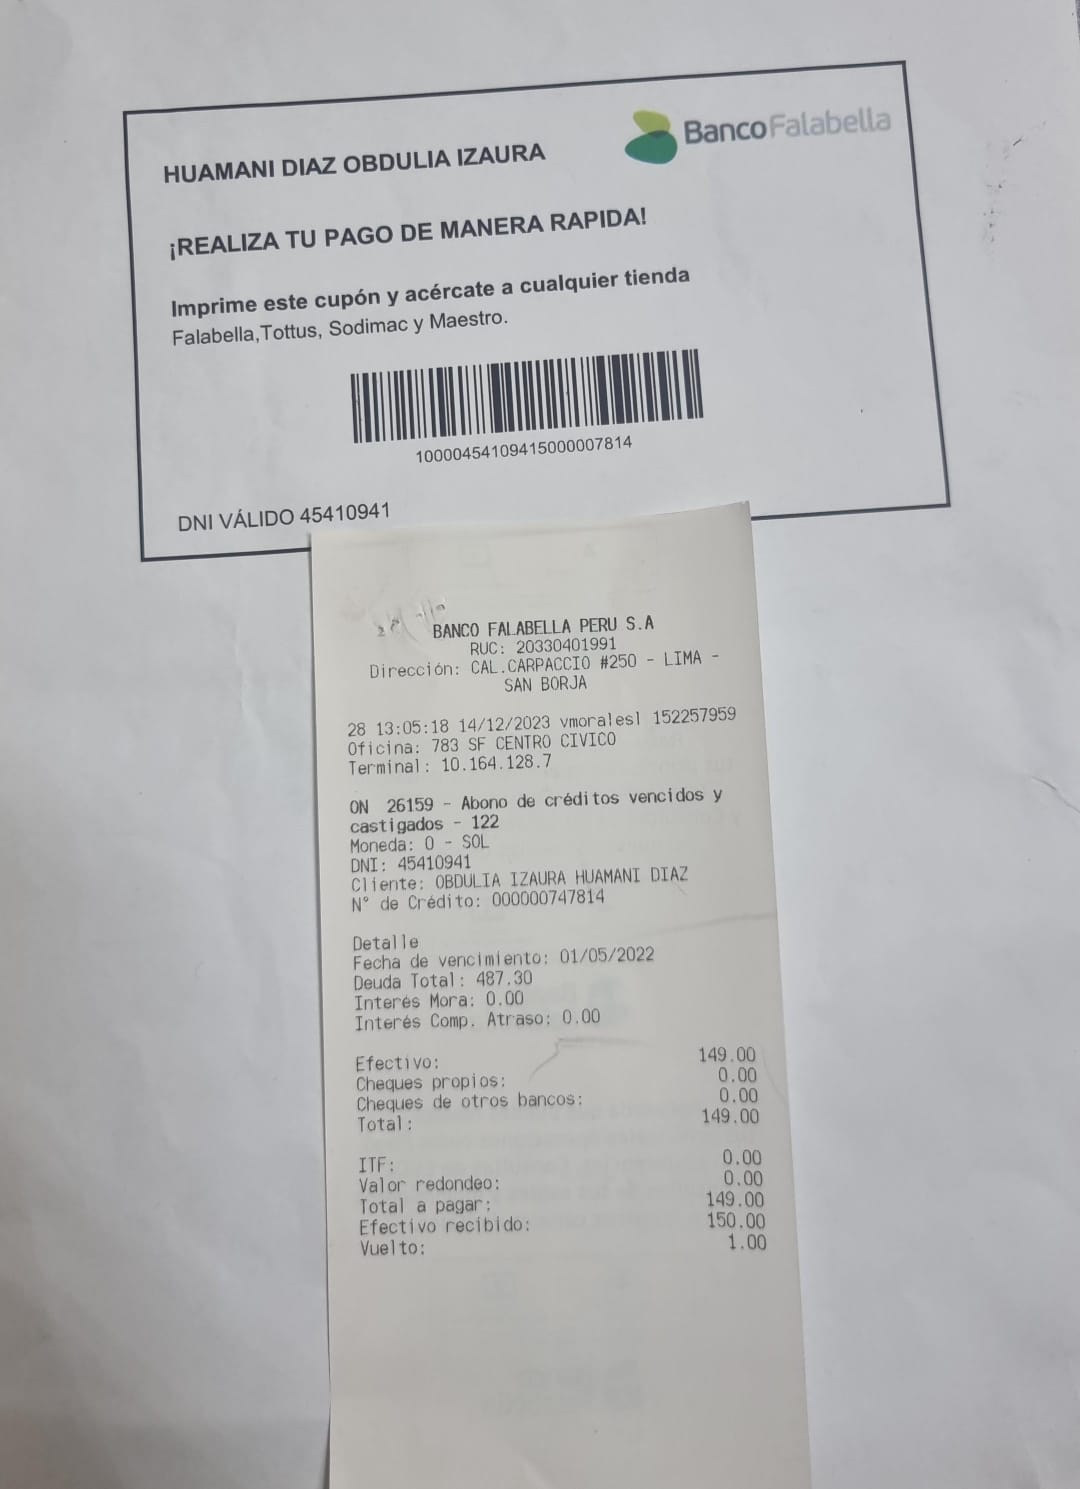 BancoFalabella
HUAMANI DIAZ OBDULIA IZAURA
¡REALIZA TU PAGO DE MANERA RAPIDA!
Imprime este cupón y acércate a cualquier tienda
Falabella,Tottus, Sodimac y Maestro.
10000454109415000007814
DNI VÁLIDO 45410941
BANCO FALABELLA PERU S.A
RUC: 20330401991
Dirección: CAL.CARPACCIO #250 - LIMA -
SAN BORJA
28 13:05:18 14/12/2023 vmoralesl 152257959
Oficina: 783 SF CENTRO CIVICO
Terminal: 10.164.128.7
ON 26159 - Abono de créditos vencidos y
castigados - 122
Moneda: 0 - SOL
DNI: 45410941
Cliente: OBDULIA IZAURA HUAMANI DIAZ
N° de Crédito: 000000747814
Detalle
Fecha de vencimiento: 01/05/2022
Deuda Total: 487.30
Interés Mora: 0.00
Interés Comp. Atraso: 0.00
Efectivo: 149.00
Cheques propios: 0.00
Cheques de otros bancos: 0.00
Total: 149.00
ITF: 0.00
Valor redondeo: 0.00
Total a pagar: 149.00
Efectivo recibido: 150.00
Vuelto: 1.00